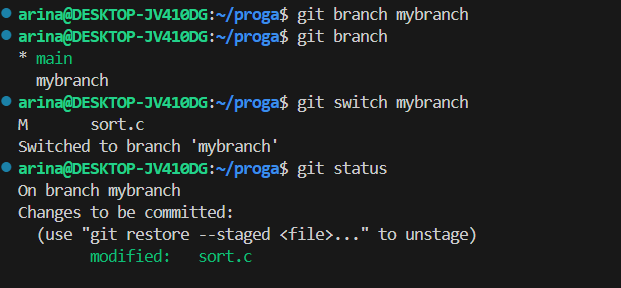 arina@DESKTOP-JV410DG:~/proga$ git branch mybranch
arina@DESKTOP-JV410DG:~/proga$ git branch
* main
  mybranch
arina@DESKTOP-JV410DG:~/proga$ git switch mybranch
M       sort.c
Switched to branch 'mybranch'
arina@DESKTOP-JV410DG:~/proga$ git status
On branch mybranch
Changes to be committed:
  (use "git restore --staged <file>..." to unstage)
        modified:   sort.c